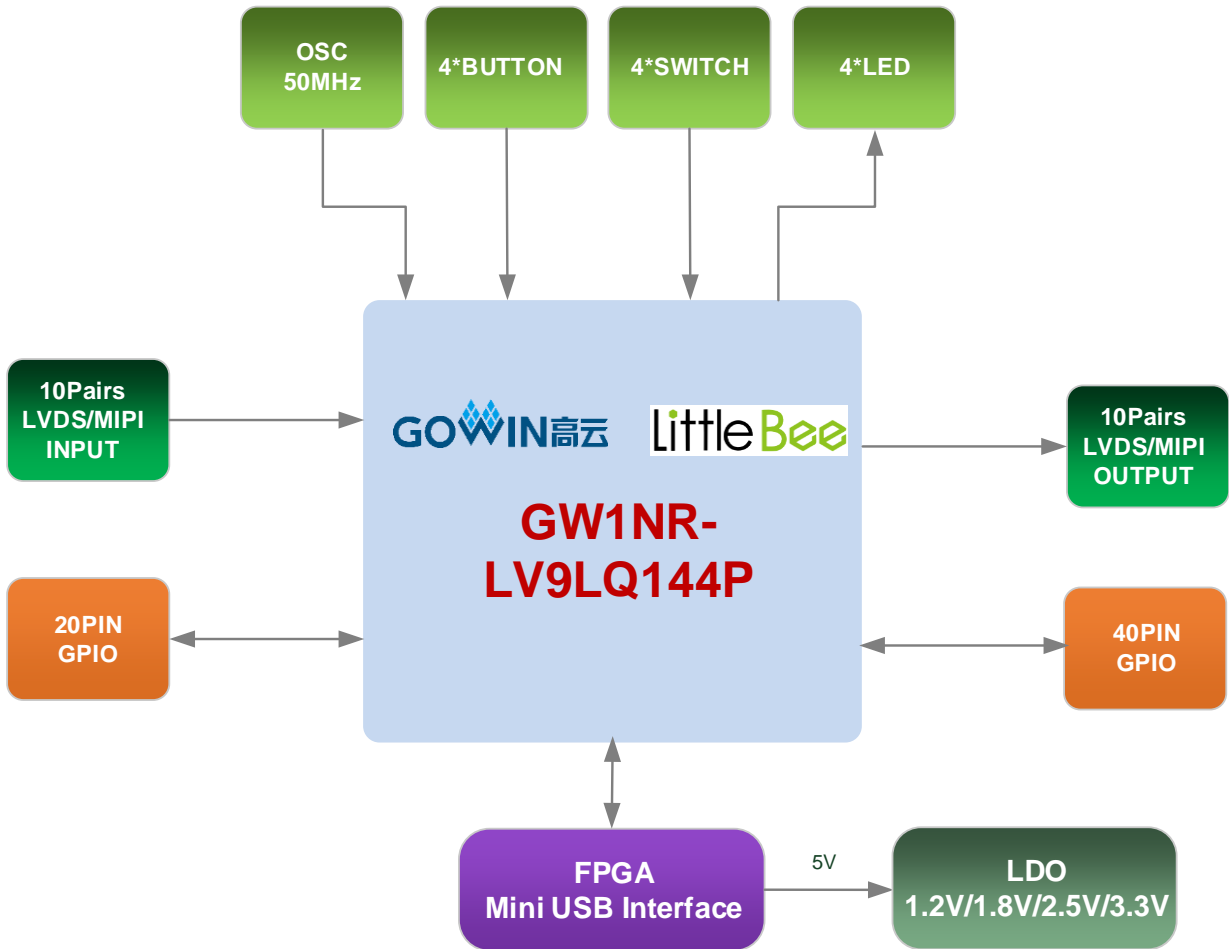 OSC
50MHz
4*BUTTON
4*SWITCH
4*LED
10Pairs
LVDS/MIPI
INPUT
GOWIN高云
LittleBee
10Pairs
LVDS/MIPI
OUTPUT
GW1NR-
LV9LQ144P
20PIN
GPIO
40PIN
GPIO
FPGA
Mini USB Interface
5V
LDO
1.2V/1.8V/2.5V/3.3V